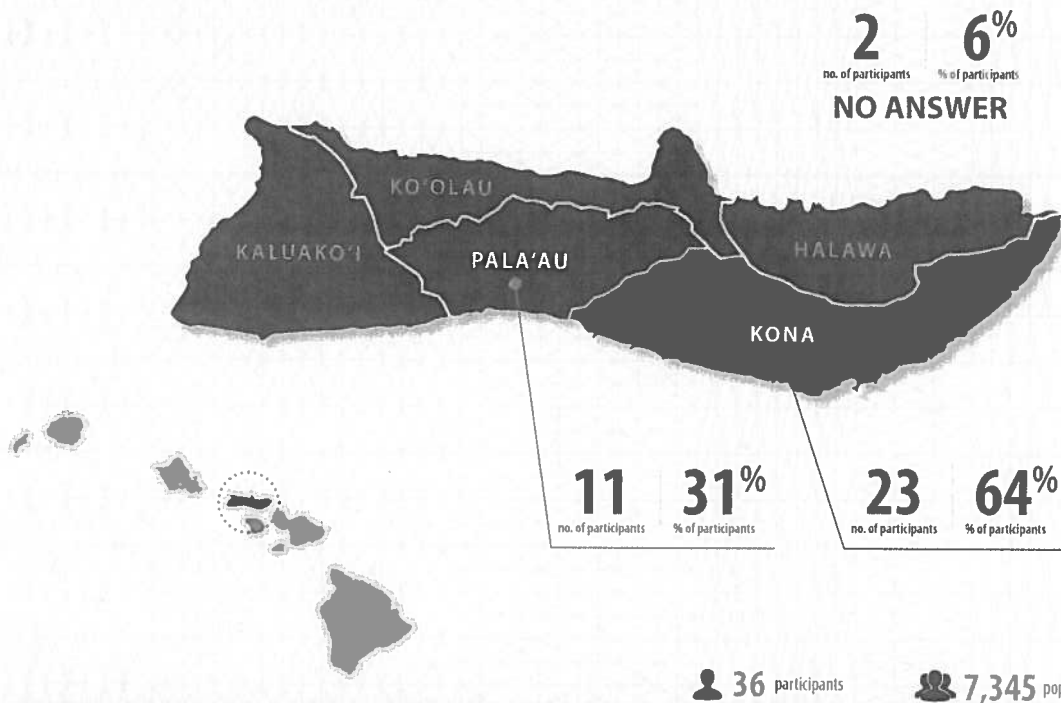 2 6%
no. of participants % of participants
NO ANSWER
KO'OLAU
KALUAKO'I
PALA'AU
HALAWA
KONA
11 31%
no. of participants % of participants
23 64%
no. of participants % of participants
36 participants
7,345